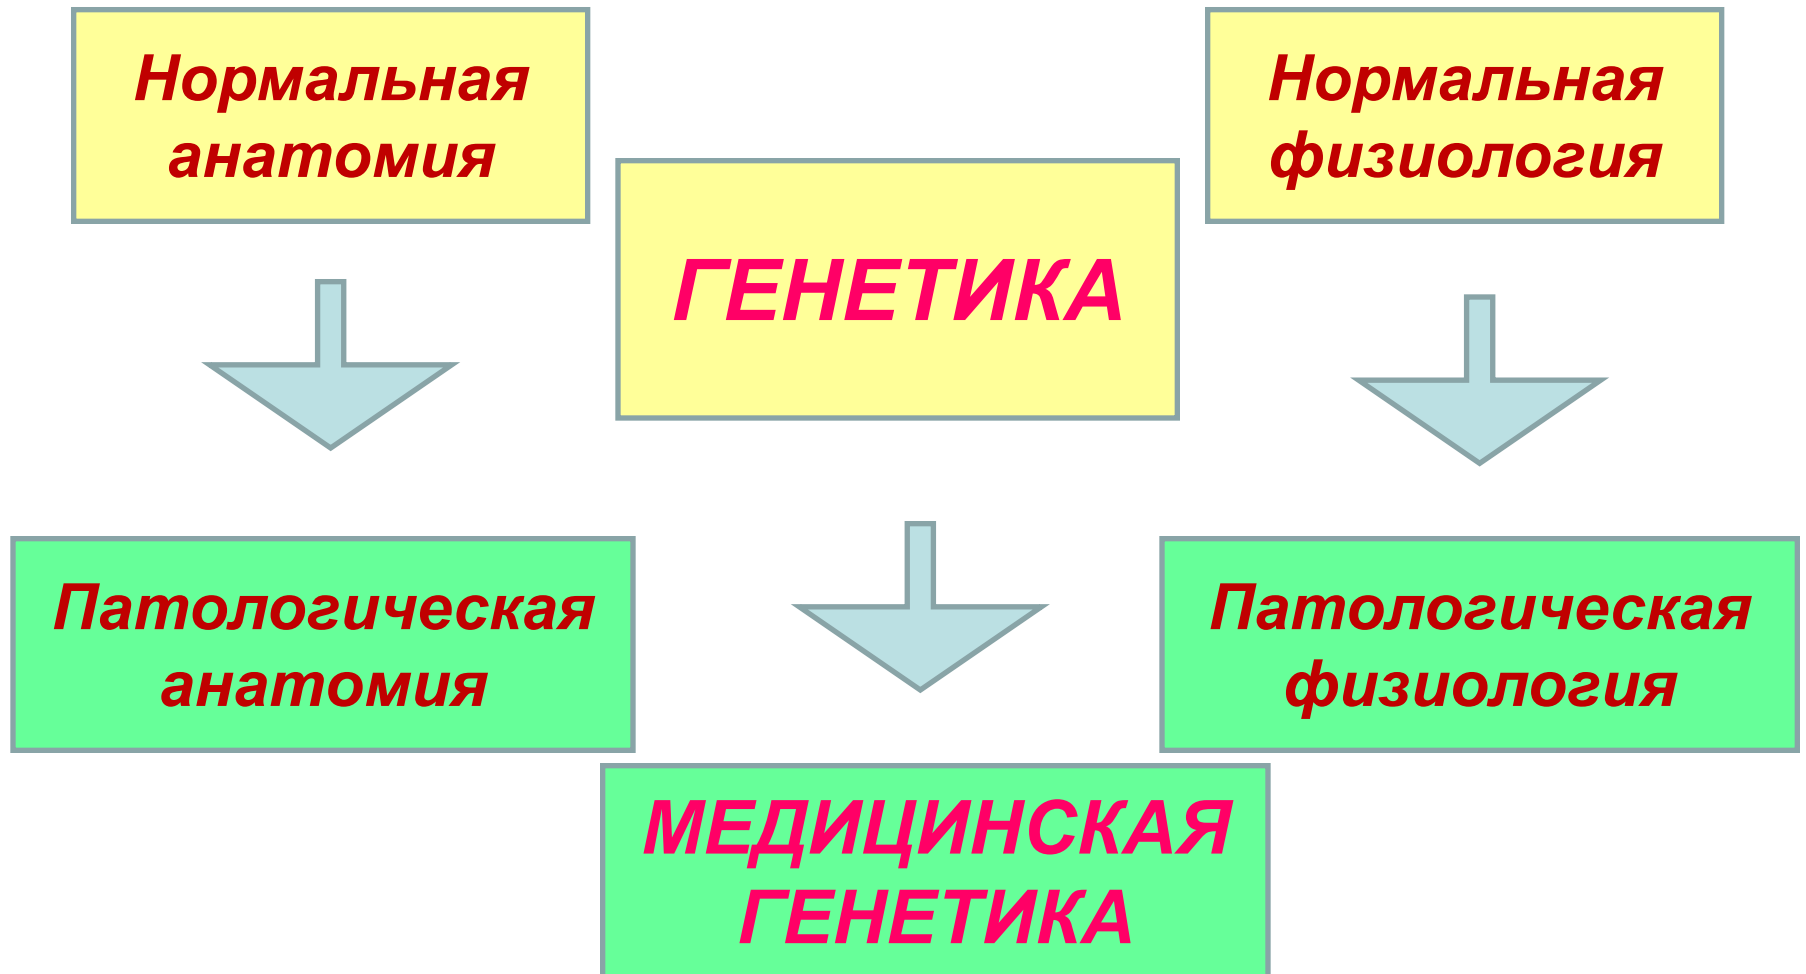 Нормальная
анатомия
Нормальная
физиология
ГЕНЕТИКА
Патологическая
анатомия
Патологическая
физиология
МЕДИЦИНСКАЯ
ГЕНЕТИКА